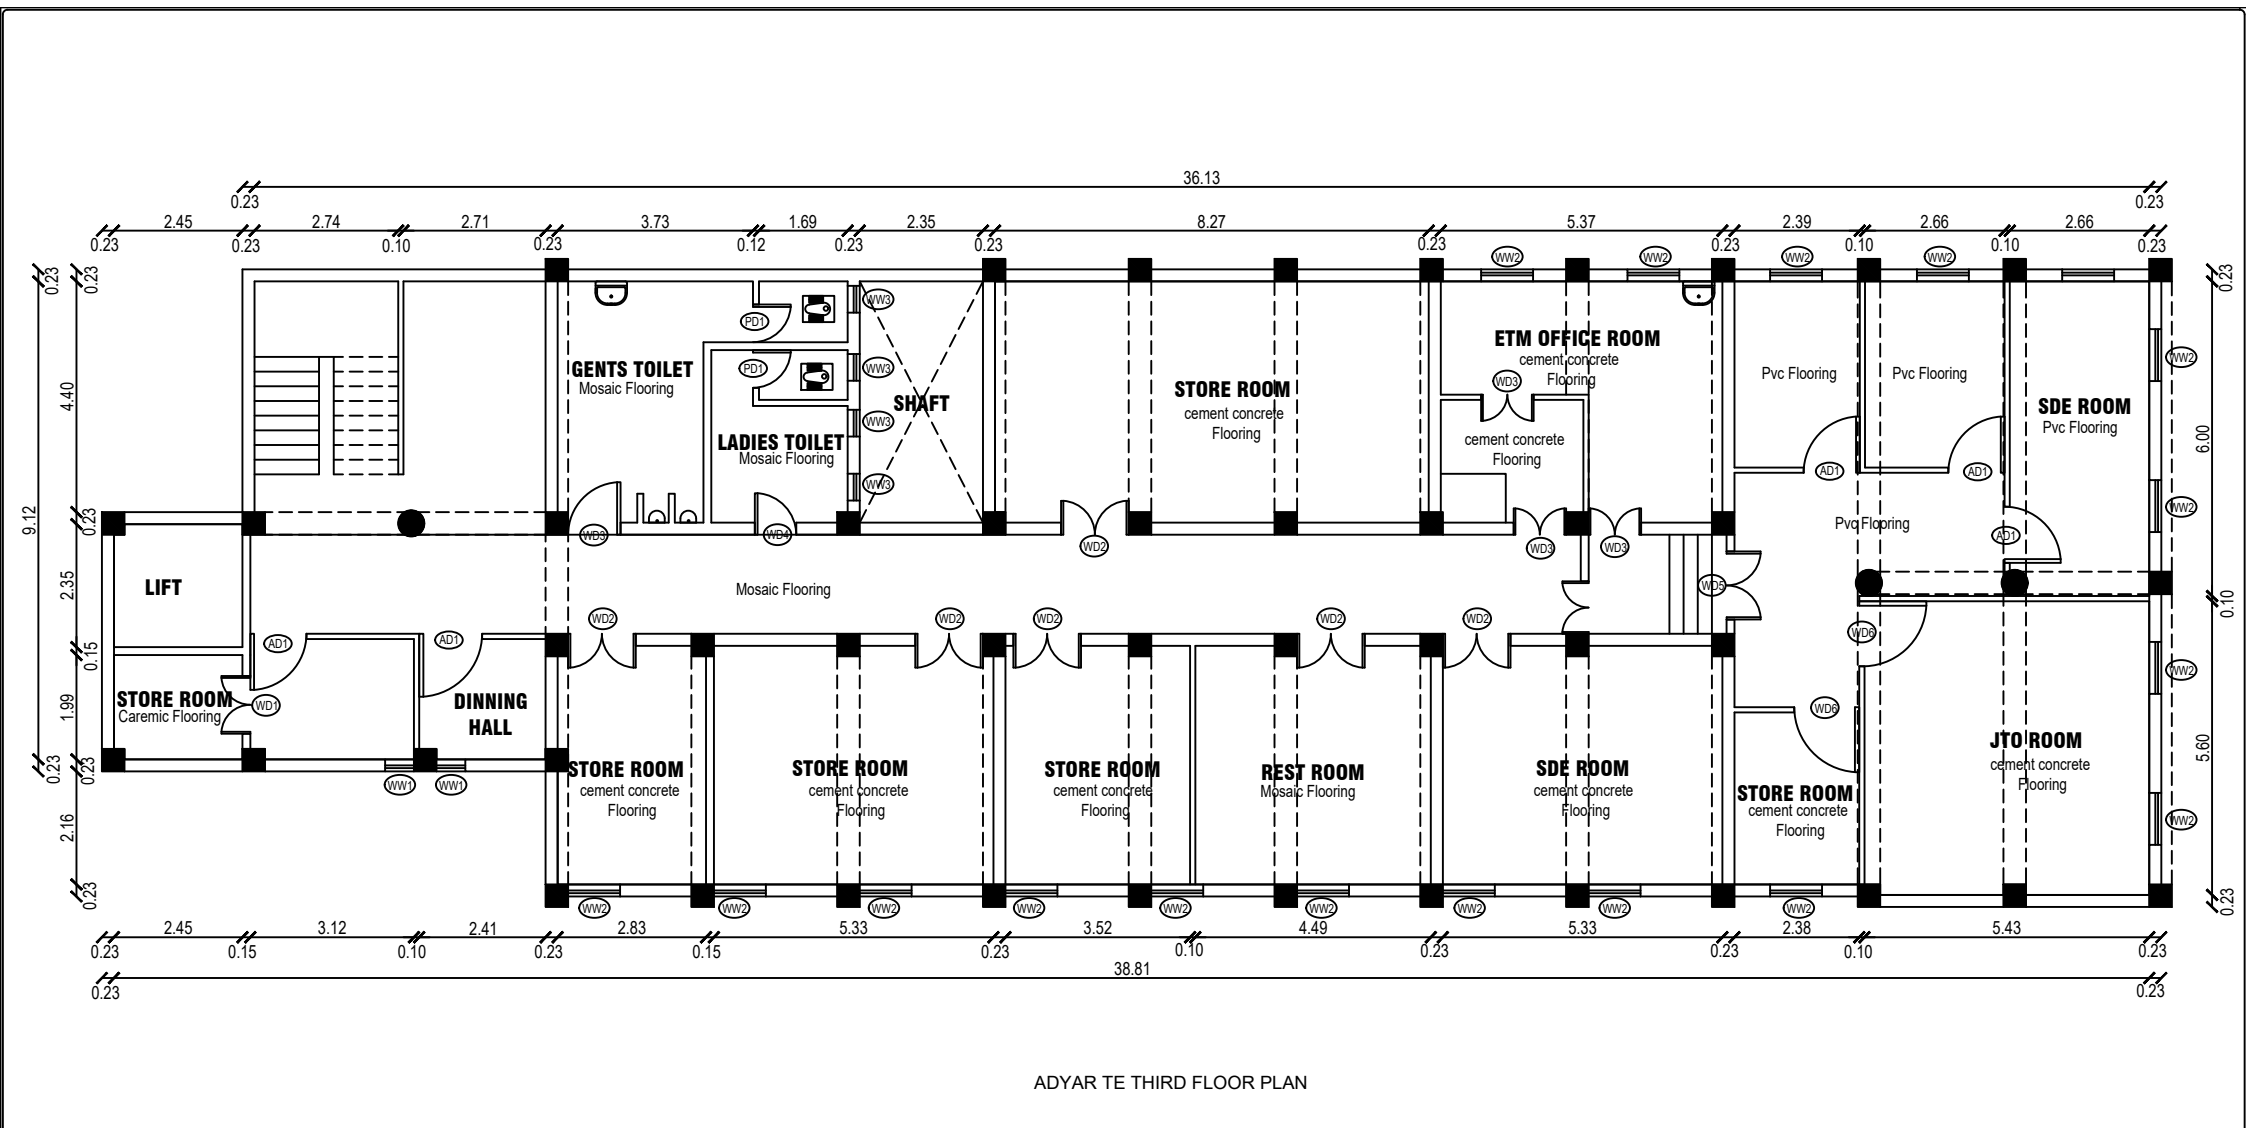 36.13
0.23
0.23
2.45
2.74
2.71
3.73
1.69
2.35
8.27
5.37
2.39
2.66
2.66
0.23
0.23
0.10
0.23
0.12
0.23
0.23
0.23
0.23
0.10
0.10
0.23
WW2
WW2
WW2
WW2
0.23
0.23
0.23
WW3
PD1
GENTS TOILET
Mosaic Flooring
PD1
WW3
WW3
WW3
SHAFT
LADIES TOILET
Mosaic Flooring
STORE ROOM
cement concrete
Flooring
ETM OFFICE ROOM
cement concrete
Flooring
WD3
cement concrete
Flooring
Pvc Flooring
Pvc Flooring
WW2
SDE ROOM
Pvc Flooring
4.40
6.00
AD1
AD1
WW2
9.12
0.23
WD3
WD4
WD2
WD3
WD3
Pvc Flooring
AD1
LIFT
2.35
Mosaic Flooring
WD5
0.10
WD2
WD2
WD2
WD2
WD2
WD6
AD1
AD1
0.15
STORE ROOM
Caremic Flooring
WD1
DINNING
HALL
1.99
WW2
WD6
0.23
0.23
WW1
WW1
STORE ROOM
cement concrete
Flooring
STORE ROOM
cement concrete
Flooring
STORE ROOM
cement concrete
Flooring
REST ROOM
Mosaic Flooring
SDE ROOM
cement concrete
Flooring
STORE ROOM
cement concrete
Flooring
JTO ROOM
cement concrete
Flooring
5.60
WW2
2.16
0.23
0.23
WW2
WW2
WW2
WW2
WW2
WW2
WW2
WW2
WW2
2.45
3.12
2.41
2.83
5.33
3.52
4.49
5.33
2.38
5.43
0.23
0.15
0.10
0.23
0.15
0.23
0.10
0.23
0.23
0.10
0.23
38.81
0.23
0.23
ADYAR TE THIRD FLOOR PLAN